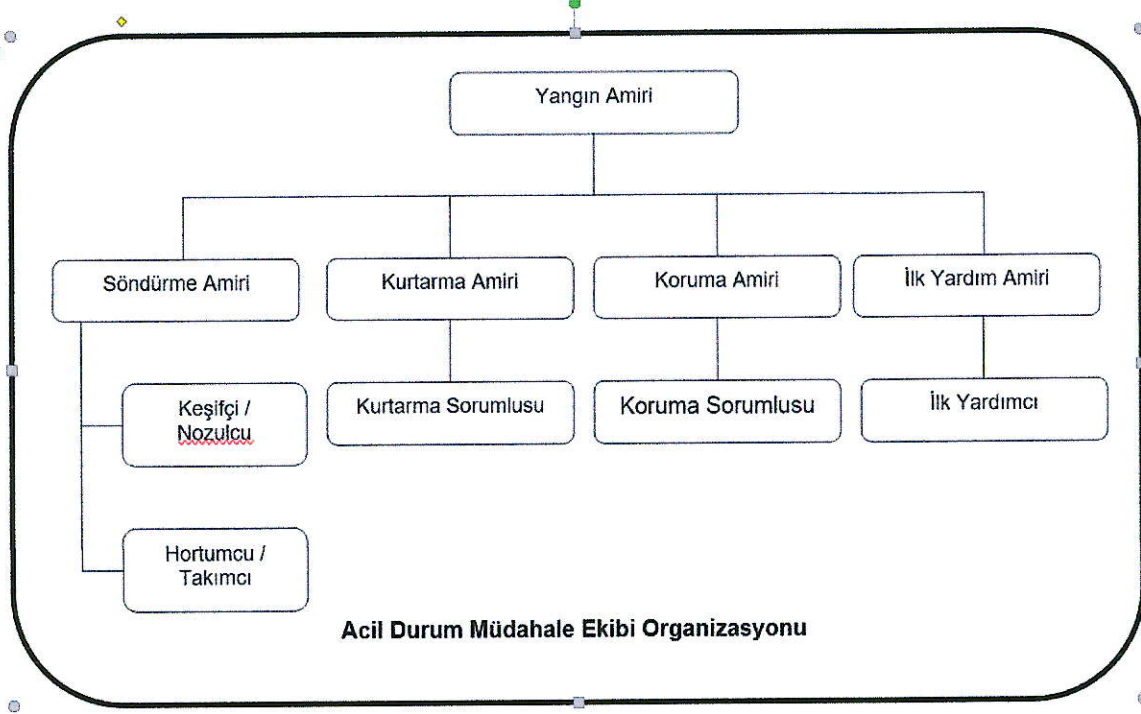 Yangın Amiri
Söndürme Amiri
Kurtarma Amiri
Koruma Amiri
İlk Yardım Amiri
Keşifçi /
Nozulcu
Kurtarma Sorumlusu
Koruma Sorumlusu
İlk Yardımcı
Hortumcu /
Takımcı
Acil Durum Müdahale Ekibi Organizasyonu